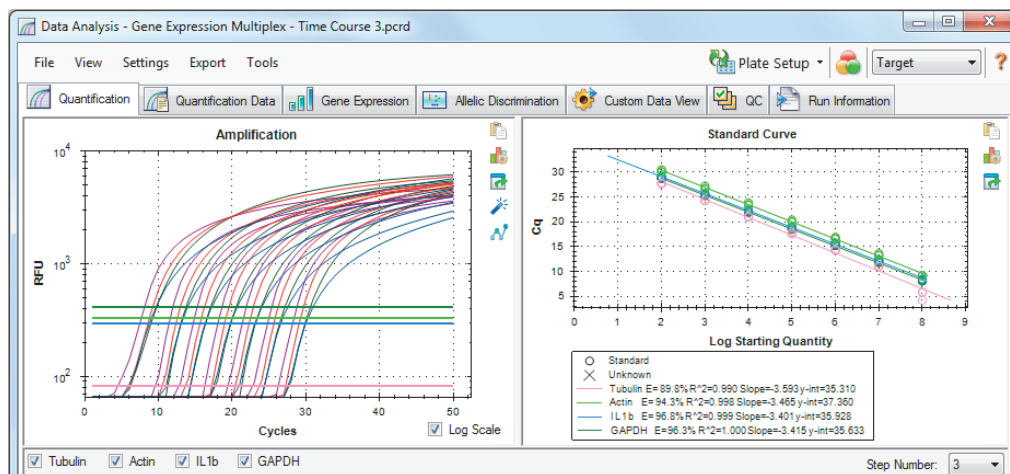 Data Analysis - Gene Expression Multiplex - Time Course 3.pcrd
File View Settings Export Tools Plate Setup Target ?
Quantification Quantification Data Gene Expression Allelic Discrimination Custom Data View QC Run Information
Amplification
10^4
10^3
10^2
RFU
0 10 20 30 40 50
Cycles
Log Scale
Standard Curve
30
25
20
15
10
5
Cq
0 1 2 3 4 5 6 7 8 9
Log Starting Quantity
Standard
Unknown
Tubulin E= 89.8% R^2=0.990 Slope=-3.593 y-int=35.310
Actin E= 94.3% R^2=0.998 Slope=-3.465 y-int=37.360
IL1b E= 96.8% R^2=0.999 Slope=-3.401 y-int=35.928
GAPDH E= 96.3% R^2=1.000 Slope=-3.415 y-int=35.633
Tubulin Actin IL1b GAPDH Step Number: 3